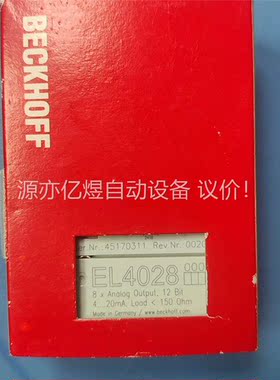 BECKHOFF
源亦亿煜自动设备 议价！
Nr. 45170311 Rev Nr. 002
EL4028
8 x Analog Output, 12 Bit
4...20mA, Load < 150 Ohm
Made in Germany / www.beckhoff.com